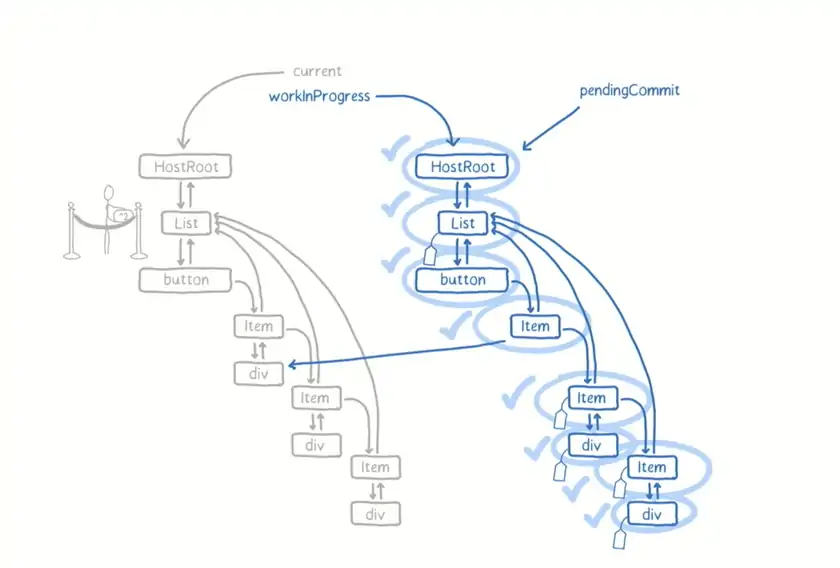 current
workInProgress
pendingCommit
HostRoot
List
button
Item
div
Item
div
Item
div
HostRoot
List
button
Item
Item
div
Item
div